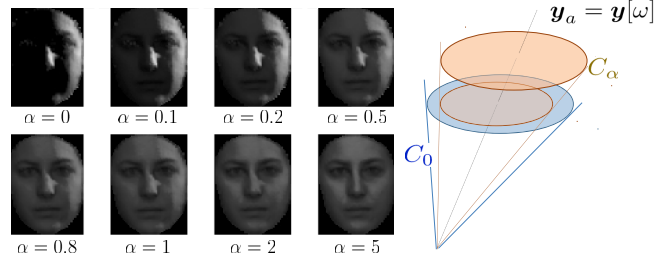 α = 0
α = 0.1
α = 0.2
α = 0.5
α = 0.8
α = 1
α = 2
α = 5
y_a = y[ω]
C_α
C_0